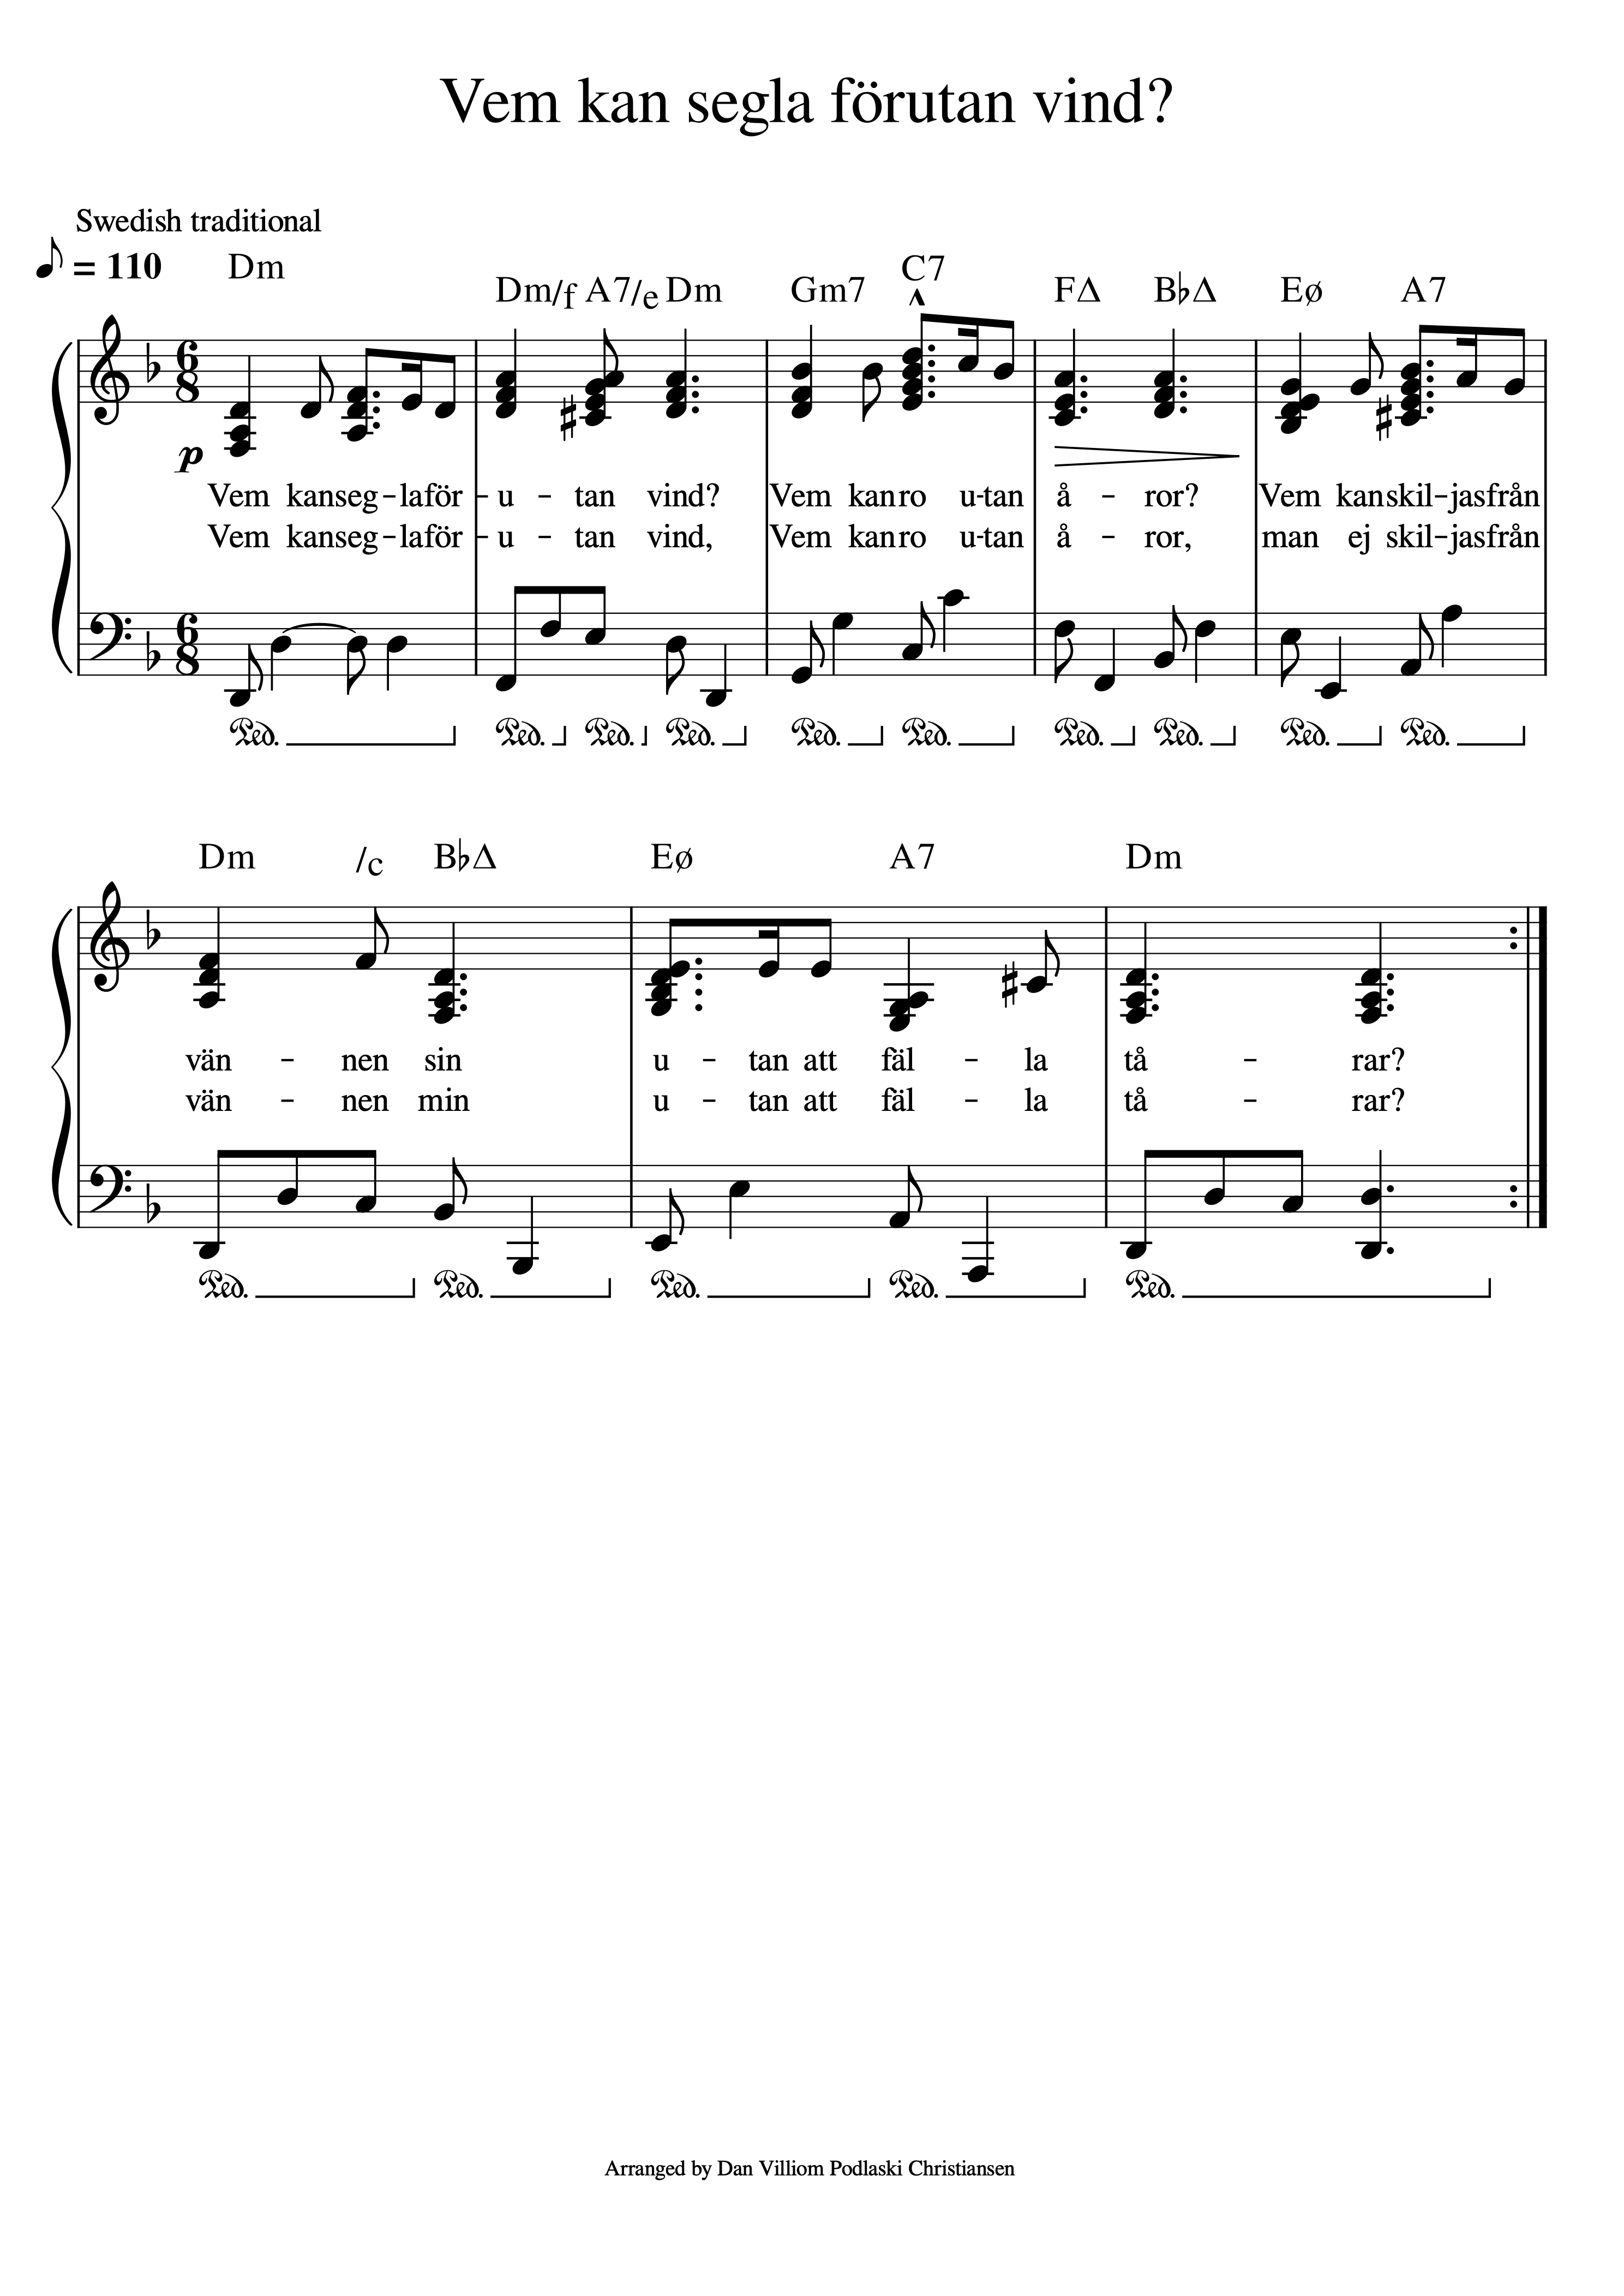 Vem kan segla förutan vind?
Swedish traditional
♪ = 110
Dm Dm/f A7/e Dm Gm7 C7 F∆ B♭∆ Eø A7
6 8
p
Vem kan seg – la för – u – tan vind? Vem kan ro u-tan å – ror? Vem kan skil – jas från
Vem kan seg – la för – u – tan vind, Vem kan ro u-tan å – ror, man ej skil – jas från
6 8
Ped. Ped. Ped. Ped. Ped. Ped. Ped. Ped. Ped. Ped.
Dm /c B♭∆ Eø A7 Dm
vän – nen sin u – tan att fäl – la tå – rar?
vän – nen min u – tan att fäl – la tå – rar?
Ped. Ped. Ped. Ped. Ped.
Arranged by Dan Villiom Podlaski Christiansen